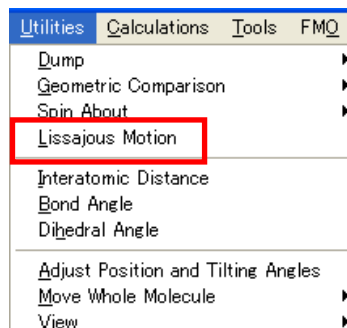 Utilities Calculations Tools FMO
Dump
Geometric Comparison
Spin About
Lissajous Motion
Interatomic Distance
Bond Angle
Dihedral Angle
Adjust Position and Tilting Angles
Move Whole Molecule
View